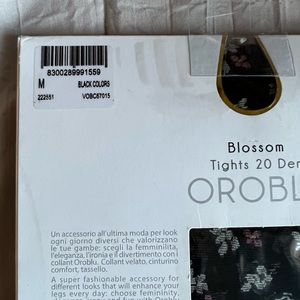 8300289991559
M BLACK COLORS
222551 VOBC67015
Blossom
Tights 20 Den
OROBL
Un accessorio all'ultima moda per look
ogni giorno diversi che valorizzano
le tue gambe: scegli la femminilità,
l'eleganza, l'ironia e il divertimento con i
collant Oroblu. Collant velato, cinturino
comfort, tassello.
A super fashionable accessory for
different looks that will enhance your
legs every day: choose femininity,